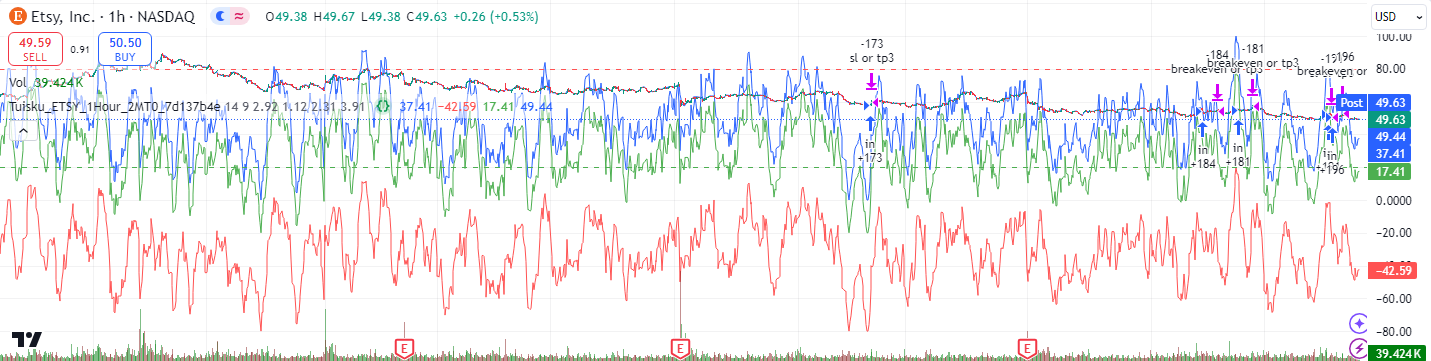 E Etsy, Inc. · 1h · NASDAQ O49.38 H49.67 L49.38 C49.63 +0.26 (+0.53%)
USD
49.59
SELL
0.91
50.50
BUY
Vol 39.424K
Tuisku_ETSY_1Hour_2MT0_7d137b4e 14 9 2.92 1.12 2.31 3.91 37.41 −42.59 17.41 49.44
-173
sl or tp3
in
+173
-184
breakeven or tp3
in
+184
-181
breakeven or tp3
in
+181
breakeven or
in
+196
100.00
80.00
Post 49.63
49.63
49.44
37.41
17.41
0.0000
−20.00
−42.59
−60.00
−80.00
39.424K
E
E
E